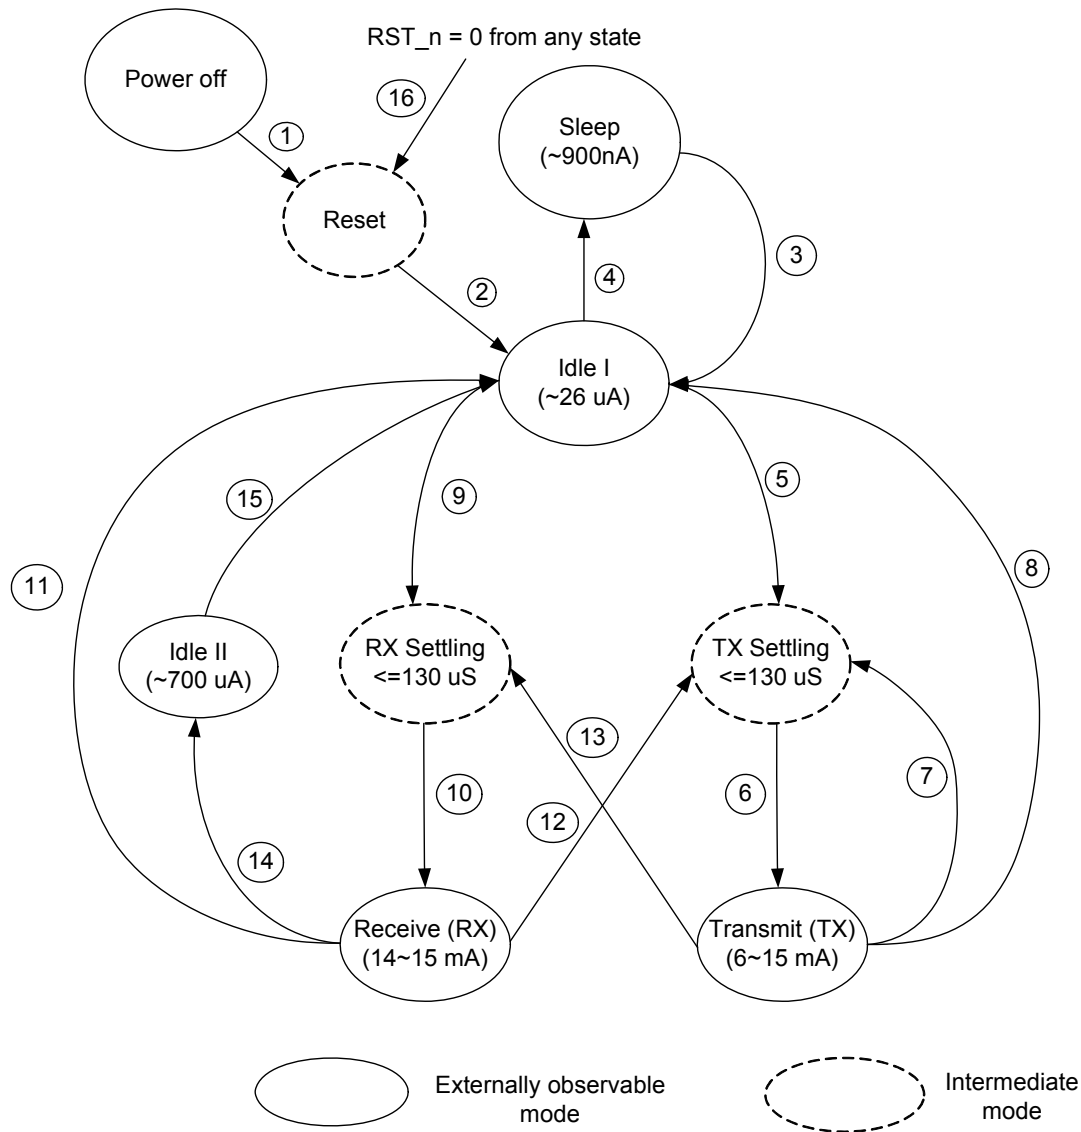 RST_n = 0 from any state
Power off
16
1
Sleep
(~900nA)
Reset
3
2
4
Idle I
(~26 uA)
15
9
5
11
8
Idle II
(~700 uA)
RX Settling
<=130 uS
TX Settling
<=130 uS
13
10
12
6
7
14
Receive (RX)
(14~15 mA)
Transmit (TX)
(6~15 mA)
Externally observable
mode
Intermediate
mode